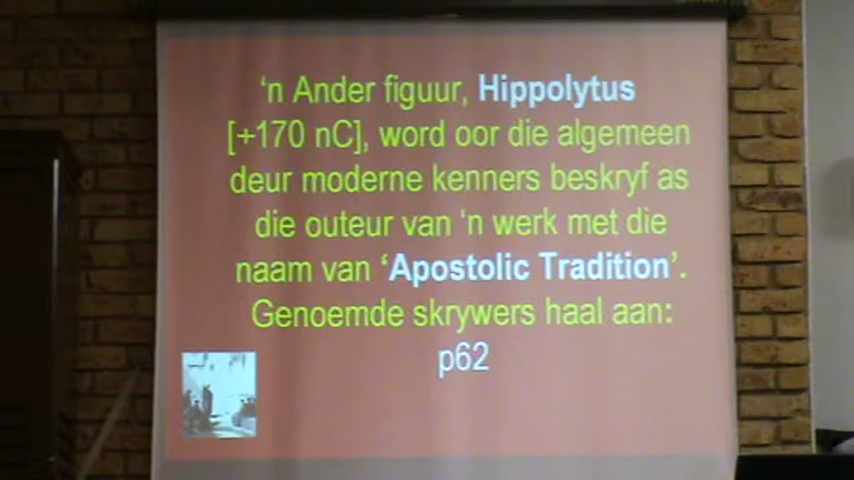 ‘n Ander figuur, Hippolytus
[+170 nC], word oor die algemeen
deur moderne kenners beskryf as
die outeur van ‘n werk met die
naam van ‘Apostolic Tradition’.
Genoemde skrywers haal aan:
p62